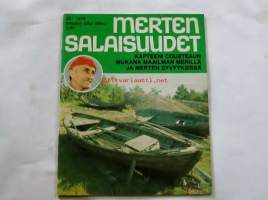 MERTEN
SALAISUUDET
KAPTEENI COUSTEAUN
MUKANA MAAILMAN MERILLÄ
JA MERTEN SYVYYKSISSÄ